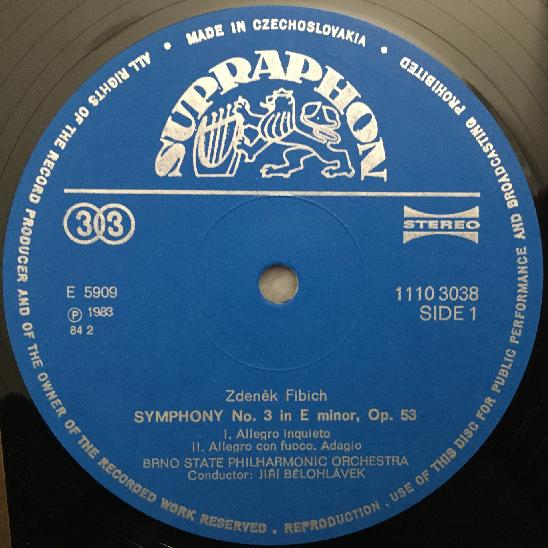 MADE IN CZECHOSLOVAKIA
ALL RIGHTS OF THE RECORD PRODUCER AND OF THE OWNER OF THE RECORDED WORK RESERVED . REPRODUCTION , USE OF THIS DISC FOR PUBLIC PERFORMANCE AND BROADCASTING PROHIBITED
SUPRAPHON
33
STEREO
E 5909
1110 3038
Ⓟ 1983
SIDE 1
84 2
Zdeněk Fibich
SYMPHONY No. 3 in E minor, Op. 53
I. Allegro inquieto
II. Allegro con fuoco. Adagio
BRNO STATE PHILHARMONIC ORCHESTRA
Conductor: JIŘÍ BĚLOHLÁVEK